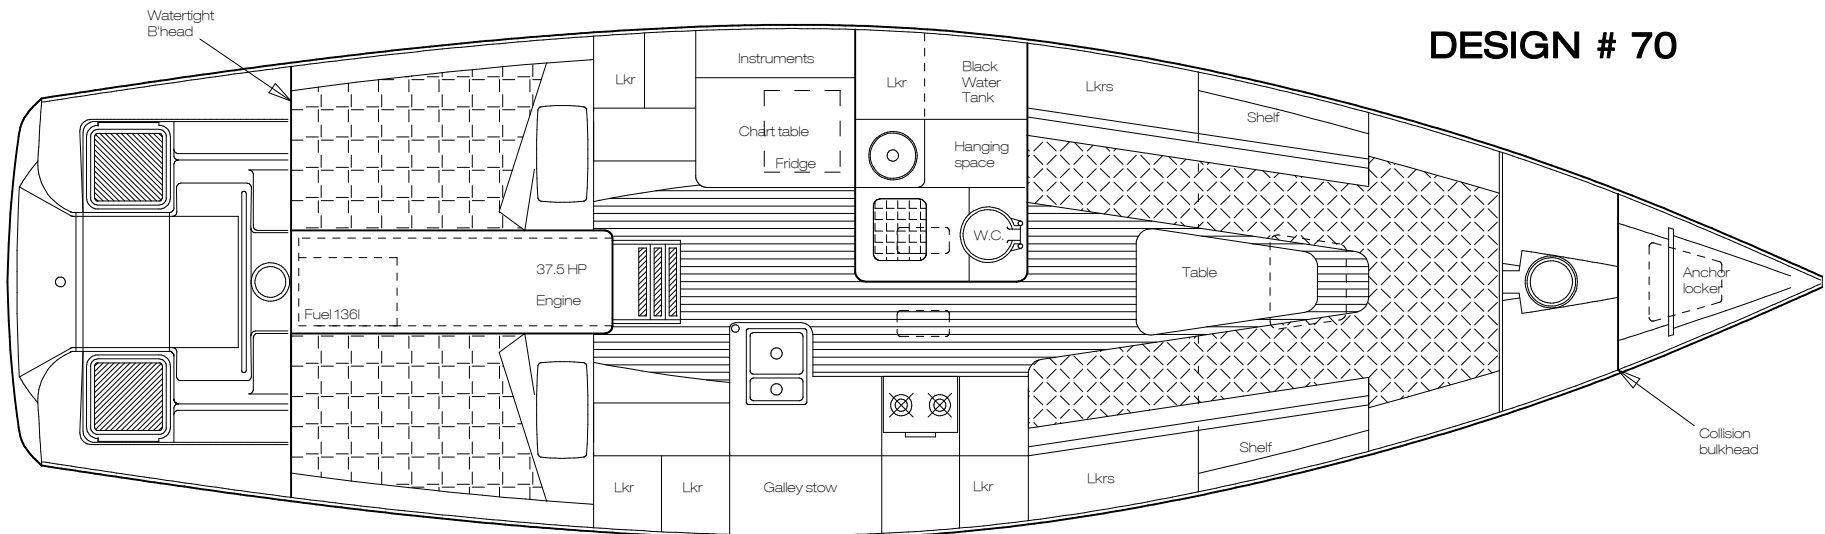 Watertight
B'head
DESIGN # 70
Instruments
Lkr
Lkr
Black
Water
Tank
Lkrs
Shelf
Chart table
Fridge
Hanging
space
W.C.
37.5 HP
Engine
Fuel 136l
Table
Anchor
locker
Collision
bulkhead
Shelf
Lkr
Lkr
Galley stow
Lkr
Lkrs